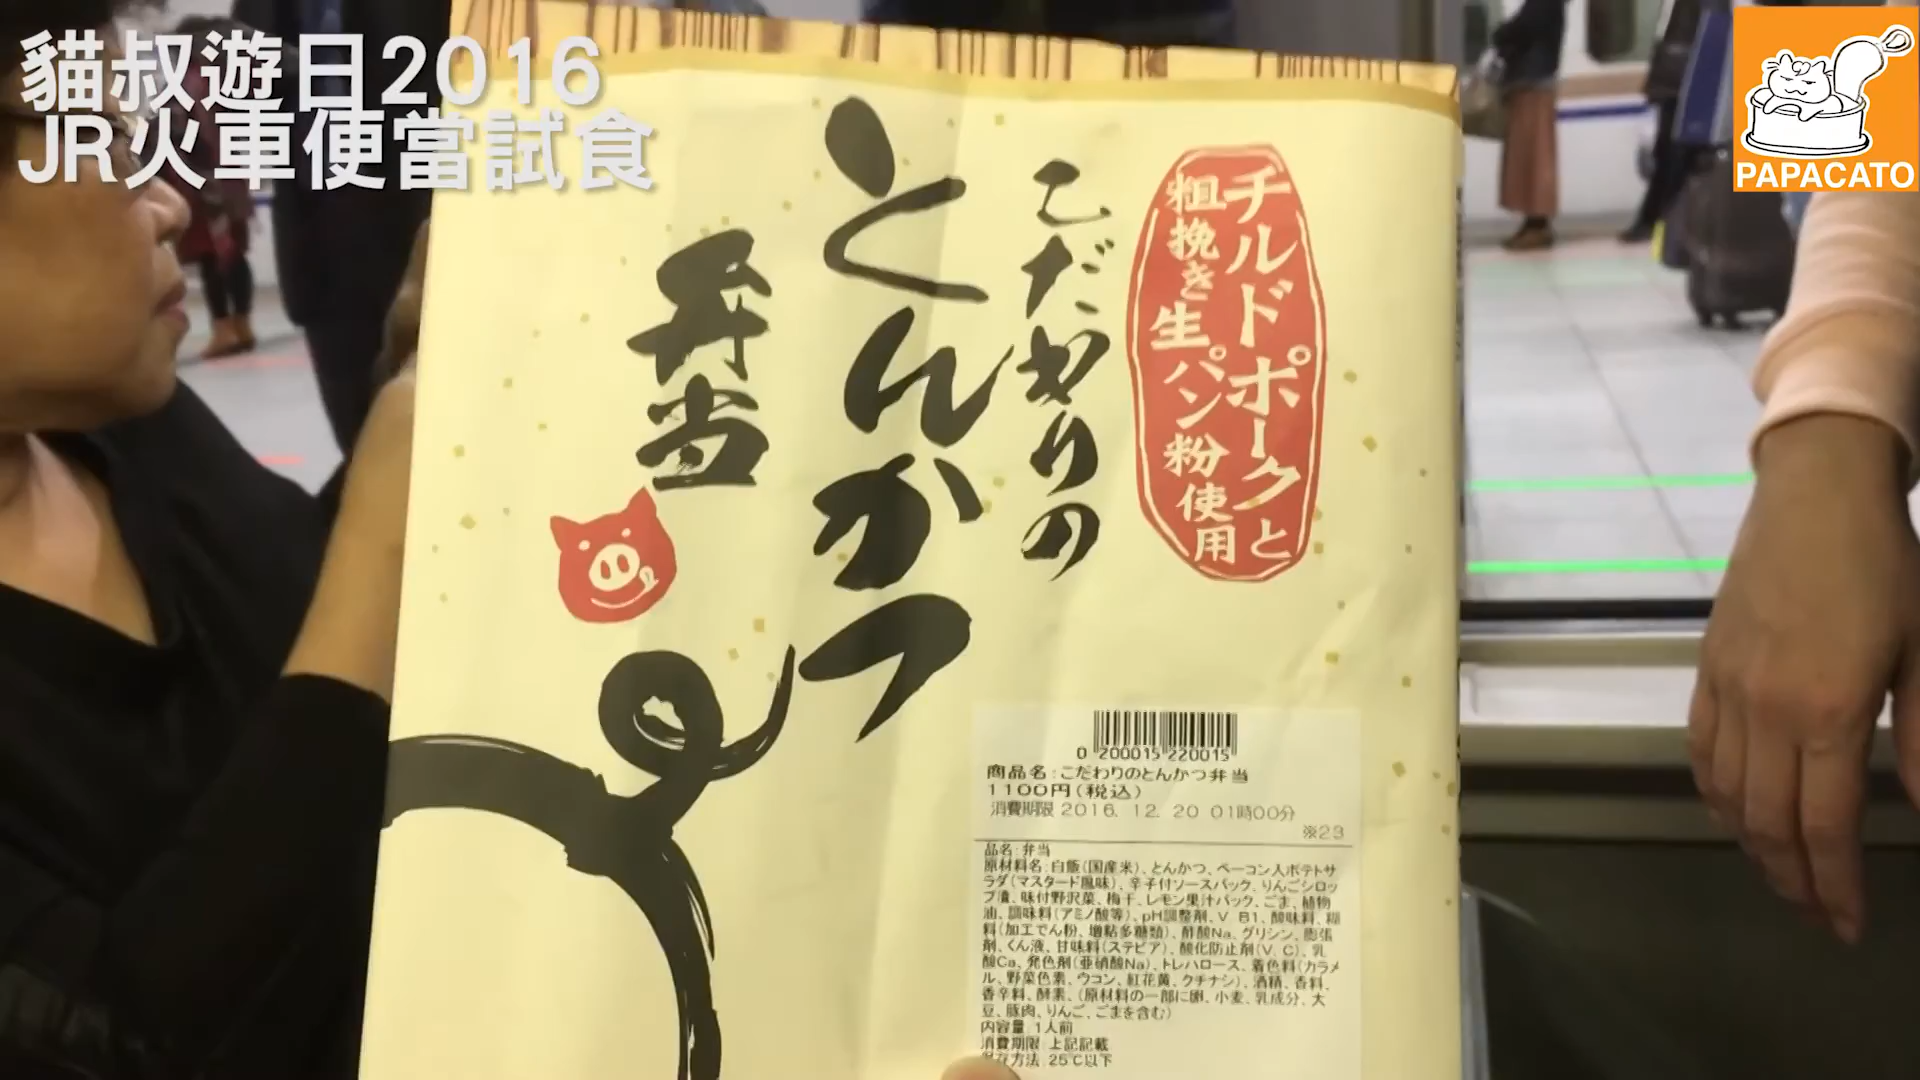 貓叔遊日2016
JR火車便當試食
PAPACATO
チルドポークと
粗挽き生パン粉使用
こだわりの
とんかつ
弁当
0 200015 220015
商品名:こだわりのとんかつ弁当
1100円(税込)
消費期限 2016. 12. 20 01時00分
※23
品名:弁当
原材料名:白飯(国産米)、とんかつ、ベーコン入ポテトサ
ラダ(マスタード風味)、辛子付ソースパック、りんごシロッ
プ漬、味付野沢菜、梅干、レモン果汁パック、ごま、植物
油、調味料(アミノ酸等)、pH調整剤、V. B1、酸味料、糊
料(加工でん粉、増粘多糖類)、酢酸Na、グリシン、膨張
剤、くん液、甘味料(ステビア)、酸化防止剤(V. C)、乳
酸Ca、発色剤(亜硝酸Na)、トレハロース、着色料(カラメ
ル、野菜色素、ウコン、紅花黄、クチナシ)、酒精、香料、
香辛料、酵素、(原材料の一部に卵、小麦、乳成分、大
豆、豚肉、りんご、ごまを含む)
内容量 1人前
消費期限 上記記載
保存方法 25℃以下